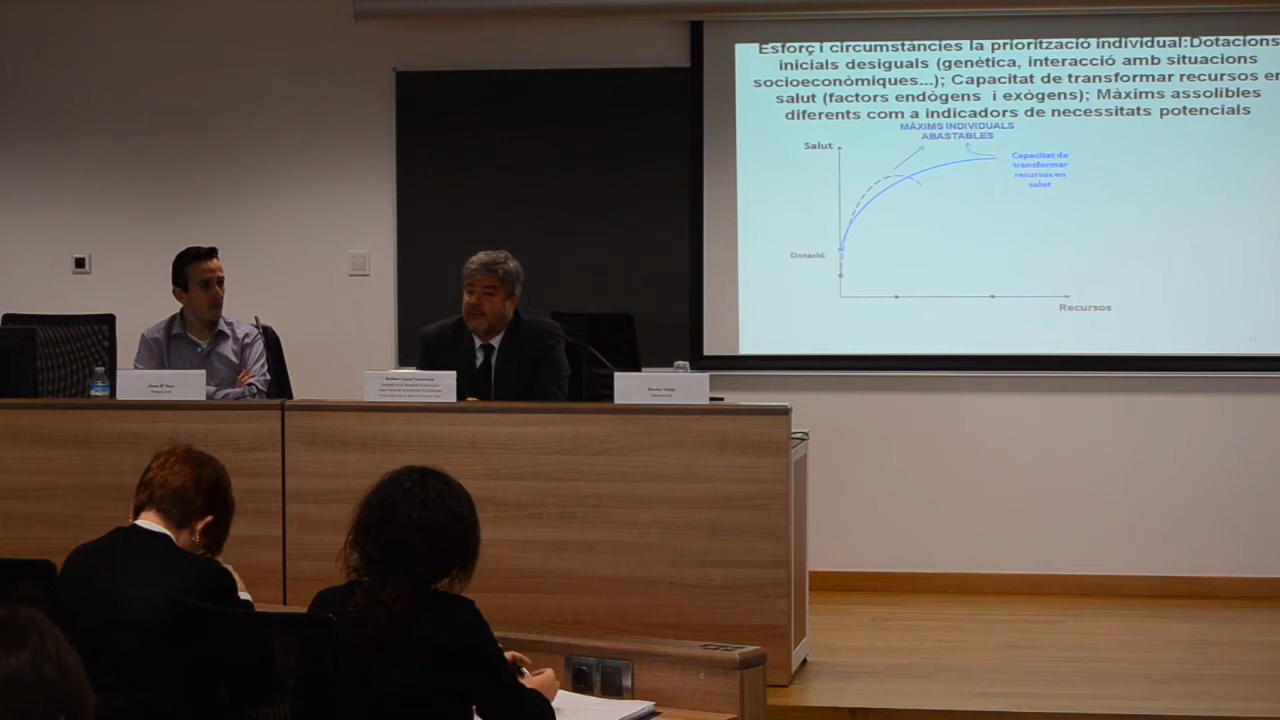 Esforç i circumstàncies la priorització individual:Dotacions
inicials desiguals (genètica, interacció amb situacions
socioeconòmiques...); Capacitat de transformar recursos en
salut (factors endògens i exògens); Màxims assolibles
diferents com a indicadors de necessitats potencials
MÀXIMS INDIVIDUALS
ABASTABLES
Salut
Capacitat de
transformar
recursos en
salut
Dotació
Recursos